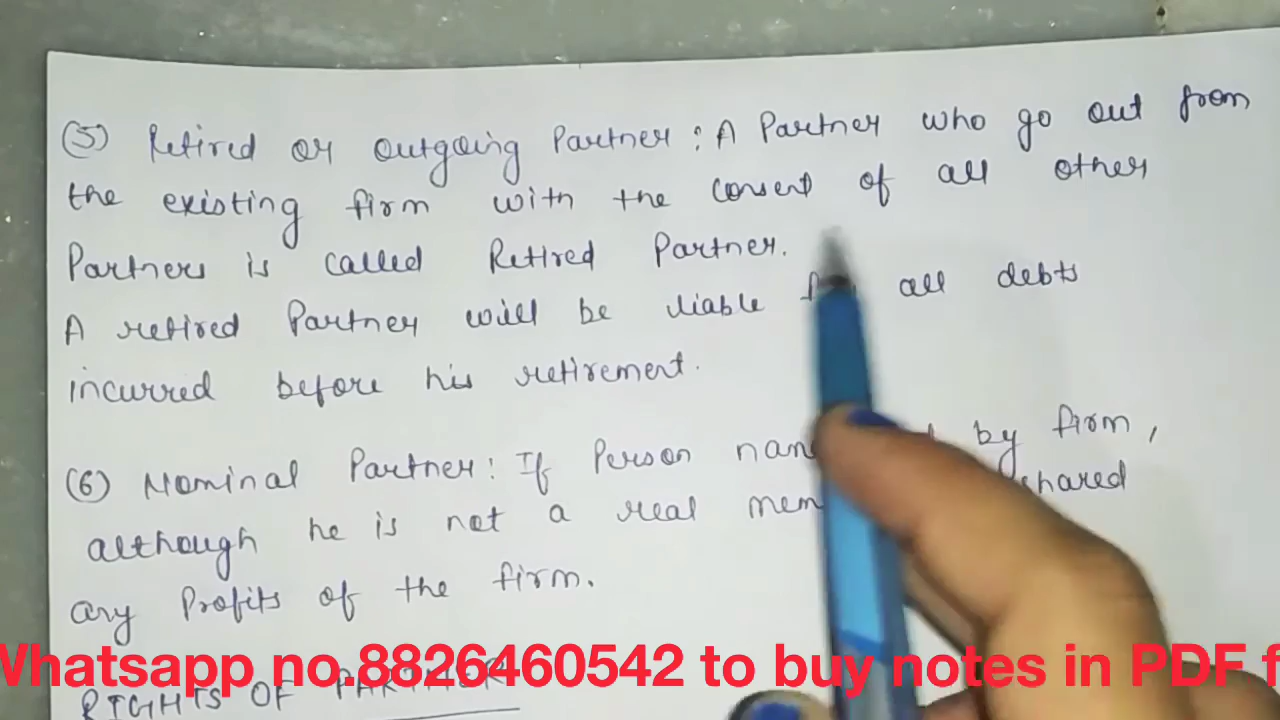 (5) Retired or outgoing Partner: A Partner who go out from
the existing firm with the consent of all other
Partners is called Retired Partner.
A retired Partner will be liable all debts
incurred before his retirement.
(6) Nominal Partner: If Person by firm,
although he is not a real shared
any Profits of the firm.
Whatsapp no.8826460542 to buy notes in PDF f
RIGHTS OF PARTNER